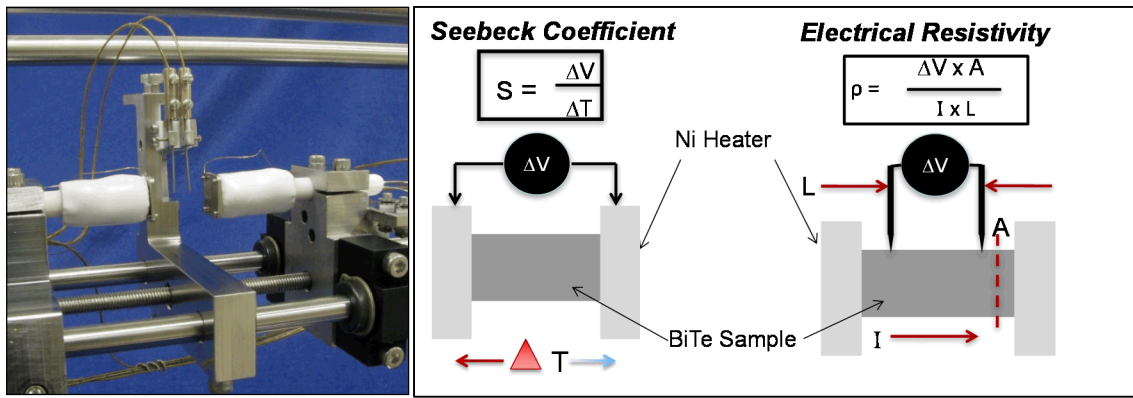 Seebeck Coefficient
S = ΔV
ΔT
ΔV
T
Ni Heater
BiTe Sample
Electrical Resistivity
ρ = ΔV x A
I x L
ΔV
L
A
I